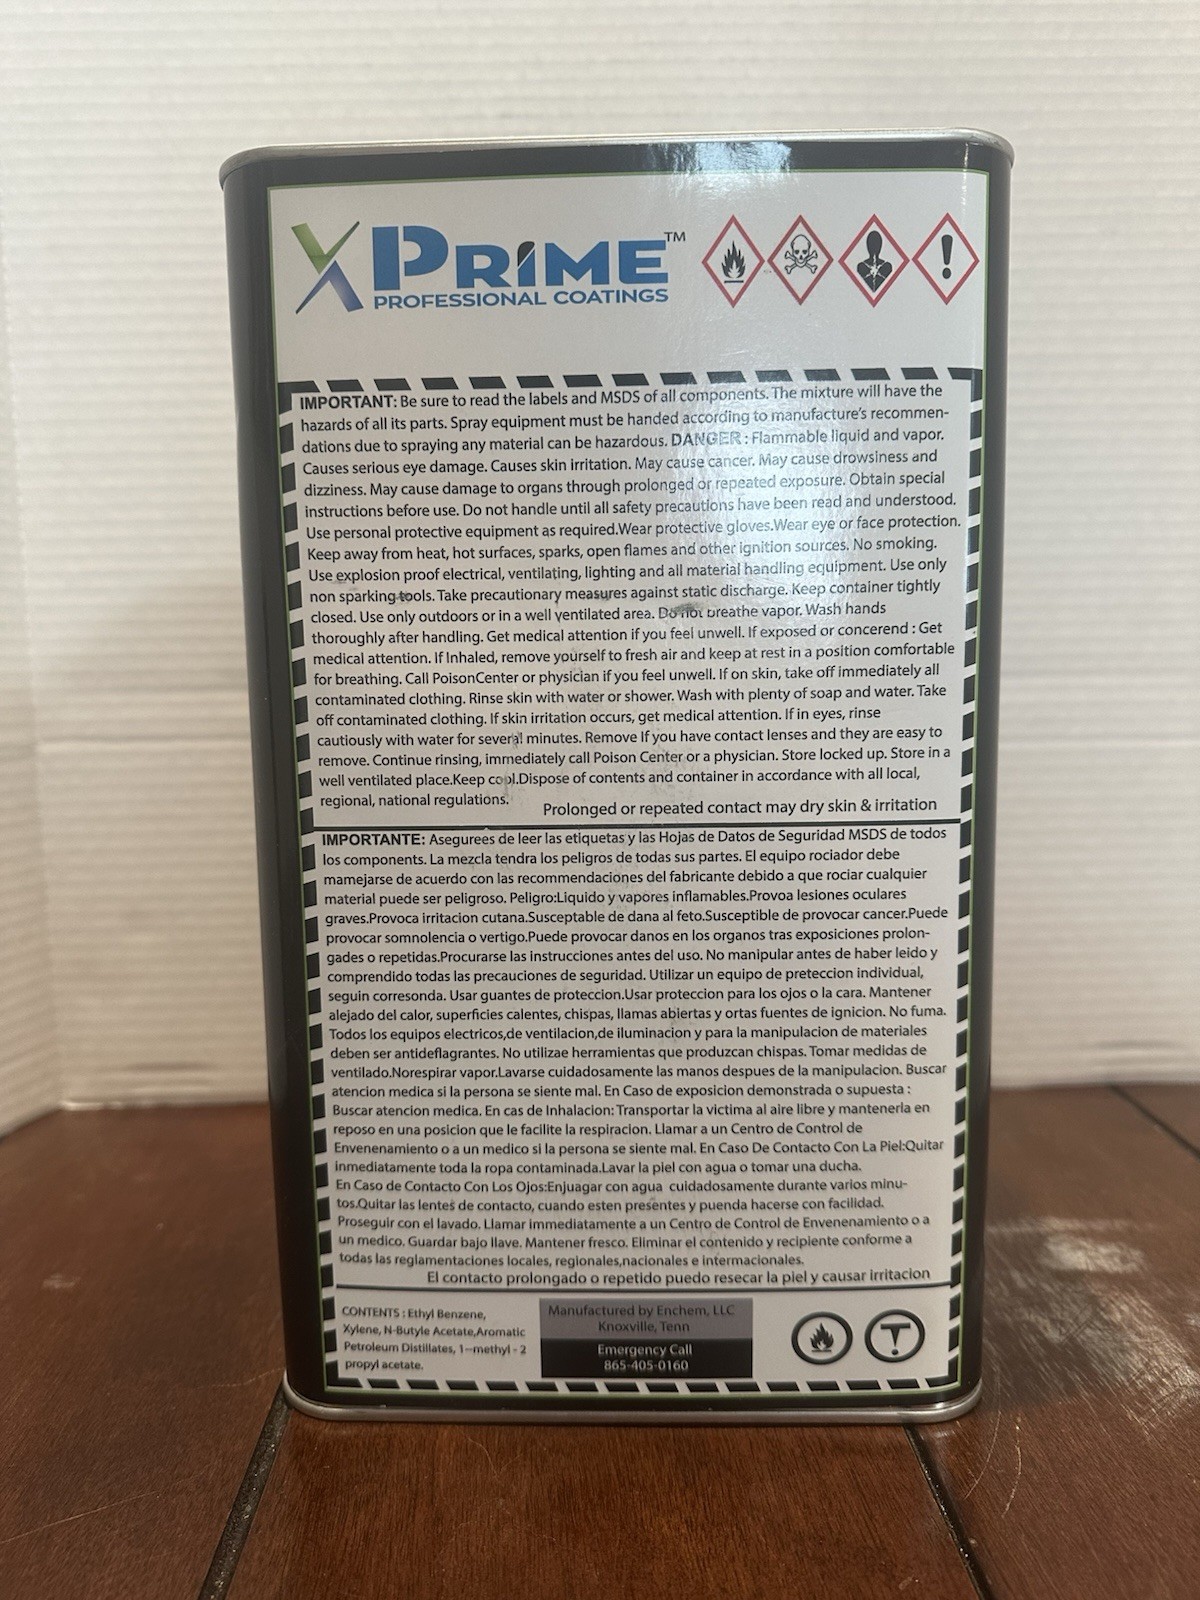 XPRIME™
PROFESSIONAL COATINGS
IMPORTANT: Be sure to read the labels and MSDS of all components. The mixture will have the
hazards of all its parts. Spray equipment must be handed according to manufacture's recommen-
dations due to spraying any material can be hazardous. DANGER : Flammable liquid and vapor.
Causes serious eye damage. Causes skin irritation. May cause cancer. May cause drowsiness and
dizziness. May cause damage to organs through prolonged or repeated exposure. Obtain special
instructions before use. Do not handle until all safety precautions have been read and understood.
Use personal protective equipment as required.Wear protective gloves.Wear eye or face protection.
Keep away from heat, hot surfaces, sparks, open flames and other ignition sources. No smoking.
Use explosion proof electrical, ventilating, lighting and all material handling equipment. Use only
non sparking tools. Take precautionary measures against static discharge. Keep container tightly
closed. Use only outdoors or in a well ventilated area. Do not breathe vapor. Wash hands
thoroughly after handling. Get medical attention if you feel unwell. If exposed or concerend : Get
medical attention. If Inhaled, remove yourself to fresh air and keep at rest in a position comfortable
for breathing. Call PoisonCenter or physician if you feel unwell. If on skin, take off immediately all
contaminated clothing. Rinse skin with water or shower. Wash with plenty of soap and water. Take
off contaminated clothing. If skin irritation occurs, get medical attention. If in eyes, rinse
cautiously with water for several minutes. Remove If you have contact lenses and they are easy to
remove. Continue rinsing, immediately call Poison Center or a physician. Store locked up. Store in a
well ventilated place.Keep cool.Dispose of contents and container in accordance with all local,
regional, national regulations.
Prolonged or repeated contact may dry skin & irritation
IMPORTANTE: Asegurees de leer las etiquetas y las Hojas de Datos de Seguridad MSDS de todos
los components. La mezcla tendra los peligros de todas sus partes. El equipo rociador debe
mamejarse de acuerdo con las recommendaciones del fabricante debido a que rociar cualquier
material puede ser peligroso. Peligro:Liquido y vapores inflamables.Provoa lesiones oculares
graves.Provoca irritacion cutana.Susceptable de dana al feto.Susceptible de provocar cancer.Puede
provocar somnolencia o vertigo.Puede provocar danos en los organos tras exposiciones prolon-
gades o repetidas.Procurarse las instrucciones antes del uso. No manipular antes de haber leido y
comprendido todas las precauciones de seguridad. Utilizar un equipo de preteccion individual,
seguin corresonda. Usar guantes de proteccion.Usar proteccion para los ojos o la cara. Mantener
alejado del calor, superficies calentes, chispas, llamas abiertas y ortas fuentes de ignicion. No fuma.
Todos los equipos electricos,de ventilacion,de iluminacion y para la manipulacion de materiales
deben ser antideflagrantes. No utilizae herramientas que produzcan chispas. Tomar medidas de
ventilado.Norespirar vapor.Lavarse cuidadosamente las manos despues de la manipulacion. Buscar
atencion medica si la persona se siente mal. En Caso de exposicion demonstrada o supuesta :
Buscar atencion medica. En cas de Inhalacion: Transportar la victima al aire libre y mantenerla en
reposo en una posicion que le facilite la respiracion. Llamar a un Centro de Control de
Envenenamiento o a un medico si la persona se siente mal. En Caso De Contacto Con La Piel:Quitar
inmediatamente toda la ropa contaminada.Lavar la piel con agua o tomar una ducha.
En Caso de Contacto Con Los Ojos:Enjuagar con agua cuidadosamente durante varios minu-
tos.Quitar las lentes de contacto, cuando esten presentes y puenda hacerse con facilidad.
Proseguir con el lavado. Llamar immediatamente a un Centro de Control de Envenenamiento o a
un medico. Guardar bajo llave. Mantener fresco. Eliminar el contenido y recipiente conforme a
todas las reglamentaciones locales, regionales,nacionales e intermacionales.
El contacto prolongado o repetido puedo resecar la piel y causar irritacion
CONTENTS : Ethyl Benzene,
Xylene, N-Butyle Acetate,Aromatic
Petroleum Distillates, 1--methyl - 2
propyl acetate.
Manufactured by Enchem, LLC
Knoxville, Tenn
Emergency Call
865-405-0160